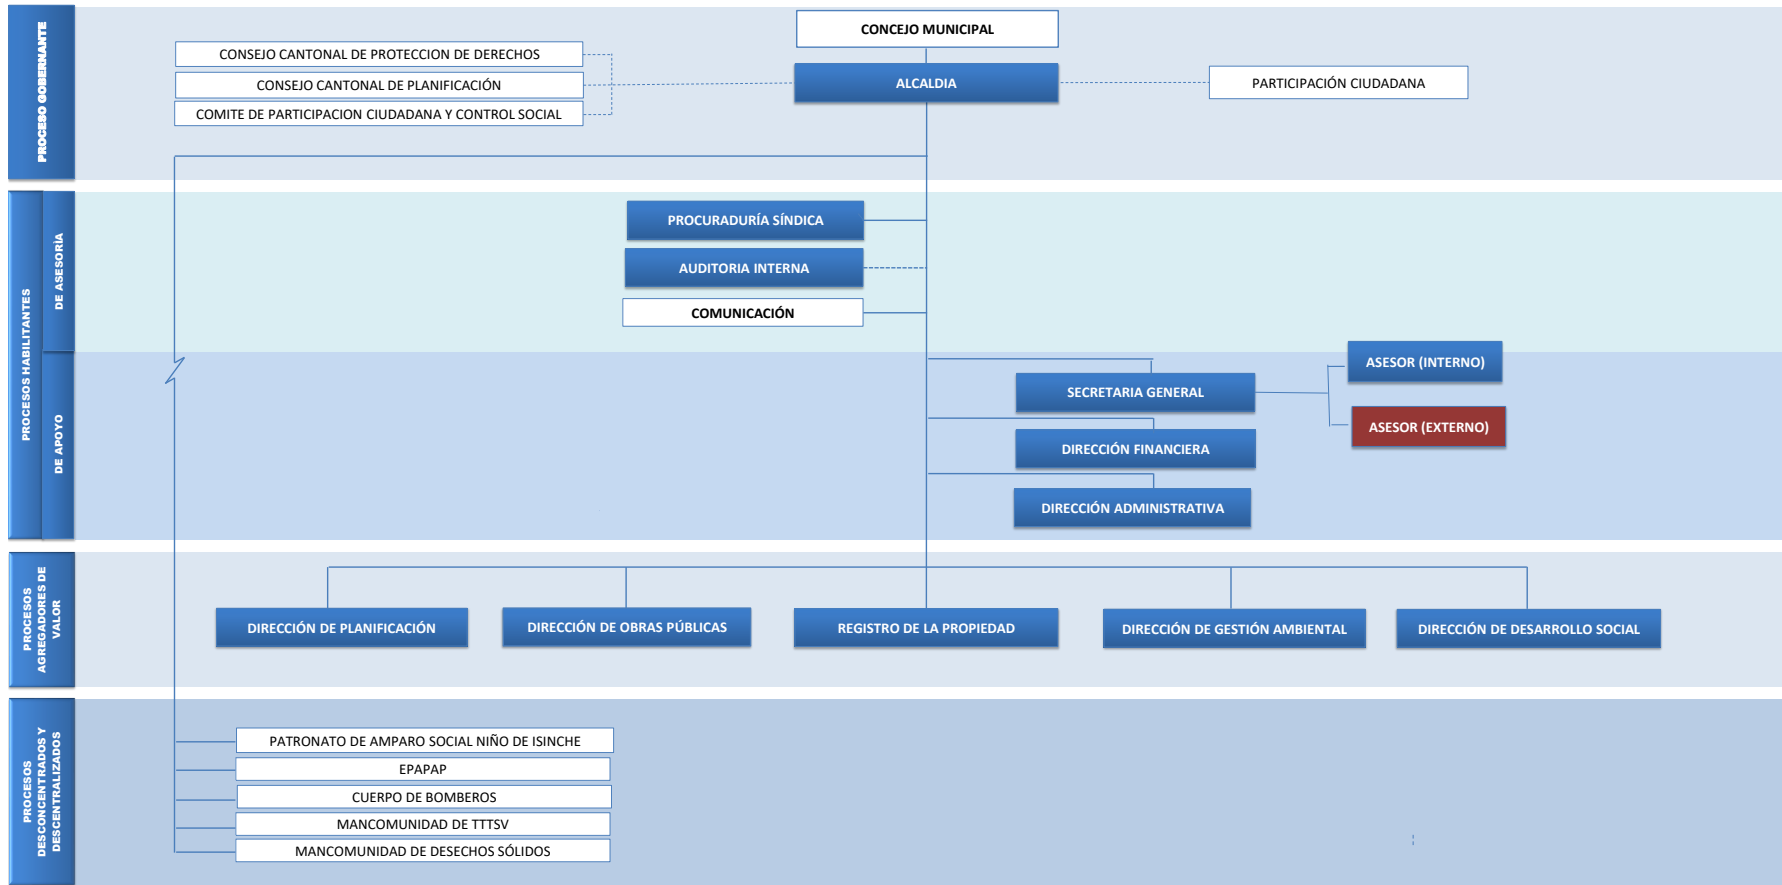 PROCESO GOBERNANTE
CONCEJO MUNICIPAL
CONSEJO CANTONAL DE PROTECCION DE DERECHOS
CONSEJO CANTONAL DE PLANIFICACIÓN
COMITE DE PARTICIPACION CIUDADANA Y CONTROL SOCIAL
ALCALDIA
PARTICIPACIÓN CIUDADANA
PROCESOS HABILITANTES
DE ASESORÌA
PROCURADURÍA SÍNDICA
AUDITORIA INTERNA
COMUNICACIÓN
DE APOYO
SECRETARIA GENERAL
ASESOR (INTERNO)
ASESOR (EXTERNO)
DIRECCIÓN FINANCIERA
DIRECCIÓN ADMINISTRATIVA
PROCESOS
AGREGADORES DE
VALOR
DIRECCIÓN DE PLANIFICACIÓN
DIRECCIÓN DE OBRAS PÚBLICAS
REGISTRO DE LA PROPIEDAD
DIRECCIÓN DE GESTIÓN AMBIENTAL
DIRECCIÓN DE DESARROLLO SOCIAL
PROCESOS
DESCONCENTRADOS Y
DESCENTRALIZADOS
PATRONATO DE AMPARO SOCIAL NIÑO DE ISINCHE
EPAPAP
CUERPO DE BOMBEROS
MANCOMUNIDAD DE TTTSV
MANCOMUNIDAD DE DESECHOS SÓLIDOS